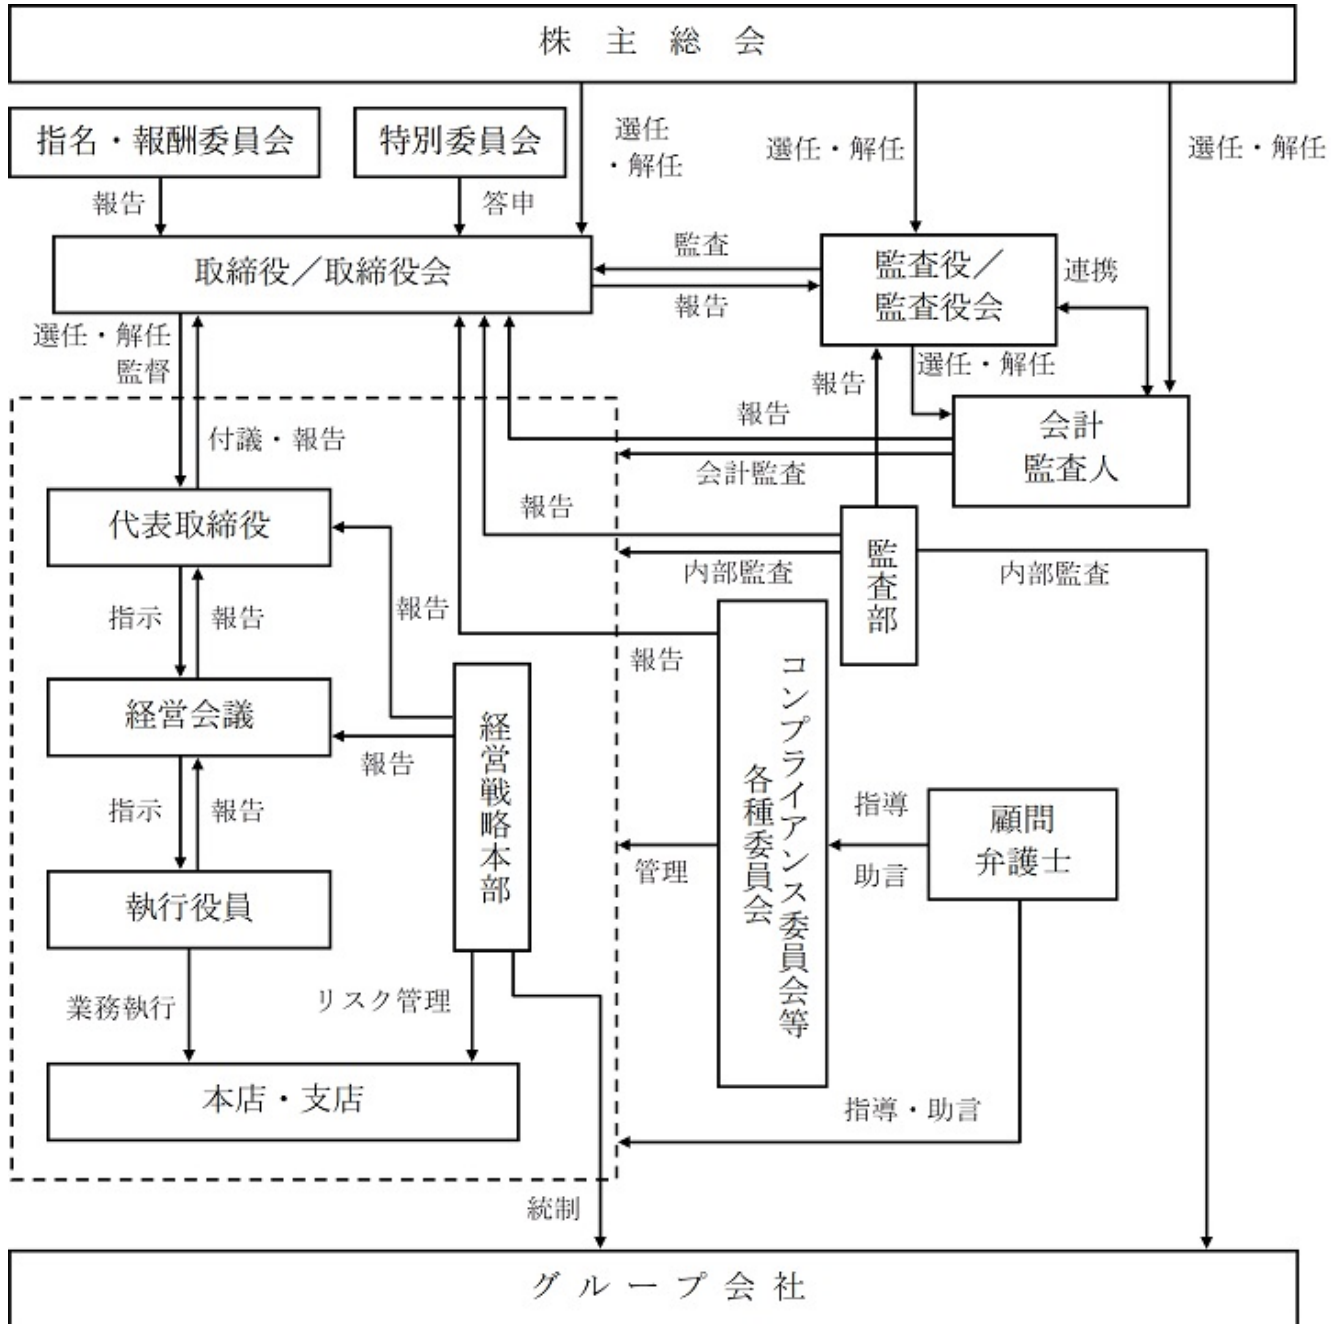 株主総会
指名・報酬委員会
特別委員会
選任
・解任
選任・解任
選任・解任
報告
答申
取締役／取締役会
監査
報告
監査役／
監査役会
連携
選任・解任
監督
選任・解任
報告
報告
会計
監査人
付議・報告
会計監査
代表取締役
報告
監査部
内部監査
内部監査
指示
報告
報告
報告
経営会議
報告
経営戦略本部
コンプライアンス委員会等
各種委員会
指示
報告
管理
指導
助言
顧問
弁護士
執行役員
業務執行
リスク管理
本店・支店
指導・助言
統制
グループ会社